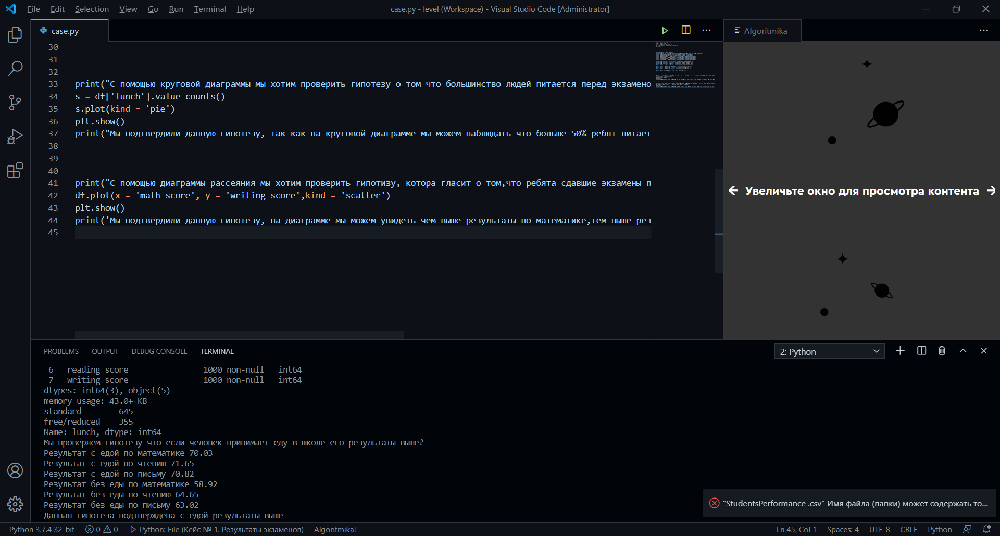 File Edit Selection View Go Run Terminal Help
case.py - level (Workspace) - Visual Studio Code [Administrator]
case.py
Algoritmika
30
31
32
33 print("С помощью круговой диаграммы мы хотим проверить гипотезу о том что большинство людей питается перед экзамено
34 s = df['lunch'].value_counts()
35 s.plot(kind = 'pie')
36 plt.show()
37 print("Мы подтвердили данную гипотезу, так как на круговой диаграмме мы можем наблюдать что больше 50% ребят питает
38
39
40
41 print("С помощью диаграммы рассеяния мы хотим проверить гипотизу, котора гласит о том,что ребята сдавшие экзамены п
42 df.plot(x = 'math score', y = 'writing score',kind = 'scatter')
43 plt.show()
44 print('Мы подтвердили данную гипотезу, на диаграмме мы можем увидеть чем выше результаты по математике,тем выше рез
45
← Увеличьте окно для просмотра контента →
PROBLEMS OUTPUT DEBUG CONSOLE TERMINAL
2: Python
6 reading score 1000 non-null int64
7 writing score 1000 non-null int64
dtypes: int64(3), object(5)
memory usage: 43.0+ KB
standard 645
free/reduced 355
Name: lunch, dtype: int64
Мы проверяем гипотезу что если человек принимает еду в школе его результаты выше?
Результат с едой по математике 70.03
Результат с едой по чтению 71.65
Результат с едой по письму 70.82
Результат без еды по математике 58.92
Результат без еды по чтению 64.65
Результат без еды по письму 63.02
Данная гипотеза подтверждена с едой результаты выше
"StudentsPerformance .csv" Имя файла (папки) может содержать то...
Python 3.7.4 32-bit 0 0 Python: File (Кейс № 1. Результаты экзаменов) Algoritmika!
Ln 45, Col 1 Spaces: 4 UTF-8 CRLF Python